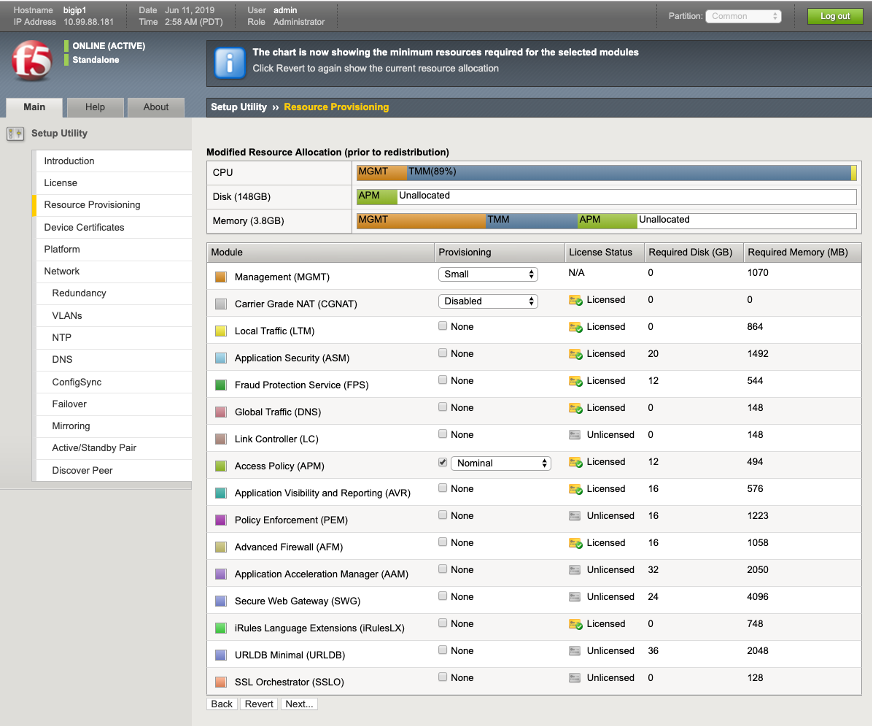 Hostname bigip1 Date Jun 11, 2019 User admin
IP Address 10.99.88.181 Time 2:58 AM (PDT) Role Administrator
Partition: Common Log out
f5
ONLINE (ACTIVE)
Standalone
The chart is now showing the minimum resources required for the selected modules
Click Revert to again show the current resource allocation
Main Help About
Setup Utility ›› Resource Provisioning
Setup Utility
Introduction
License
Resource Provisioning
Device Certificates
Platform
Network
Redundancy
VLANs
NTP
DNS
ConfigSync
Failover
Mirroring
Active/Standby Pair
Discover Peer
Modified Resource Allocation (prior to redistribution)
CPU MGMT TMM(89%)
Disk (148GB) APM Unallocated
Memory (3.8GB) MGMT TMM APM Unallocated
Module Provisioning License Status Required Disk (GB) Required Memory (MB)
Management (MGMT) Small N/A 0 1070
Carrier Grade NAT (CGNAT) Disabled Licensed 0 0
Local Traffic (LTM) None Licensed 0 864
Application Security (ASM) None Licensed 20 1492
Fraud Protection Service (FPS) None Licensed 12 544
Global Traffic (DNS) None Licensed 0 148
Link Controller (LC) None Unlicensed 0 148
Access Policy (APM) Nominal Licensed 12 494
Application Visibility and Reporting (AVR) None Licensed 16 576
Policy Enforcement (PEM) None Unlicensed 16 1223
Advanced Firewall (AFM) None Licensed 16 1058
Application Acceleration Manager (AAM) None Unlicensed 32 2050
Secure Web Gateway (SWG) None Unlicensed 24 4096
iRules Language Extensions (iRulesLX) None Licensed 0 748
URLDB Minimal (URLDB) None Unlicensed 36 2048
SSL Orchestrator (SSLO) None Unlicensed 0 128
Back Revert Next...